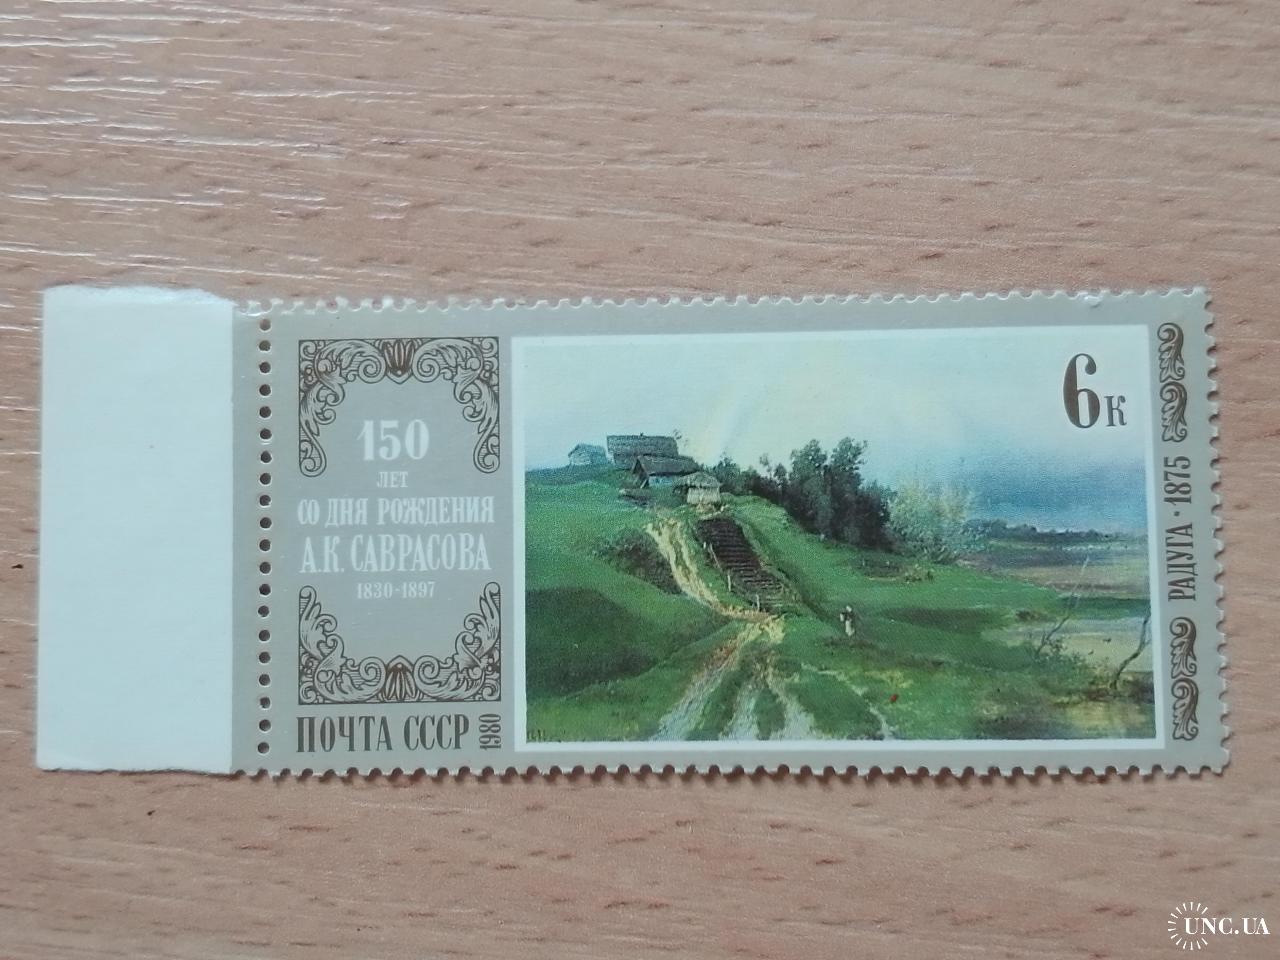 150
ЛЕТ
СО ДНЯ РОЖДЕНИЯ
А.К. САВРАСОВА
1830-1897
ПОЧТА СССР
1980
6к
РАДУГА · 1875
UNC.UA